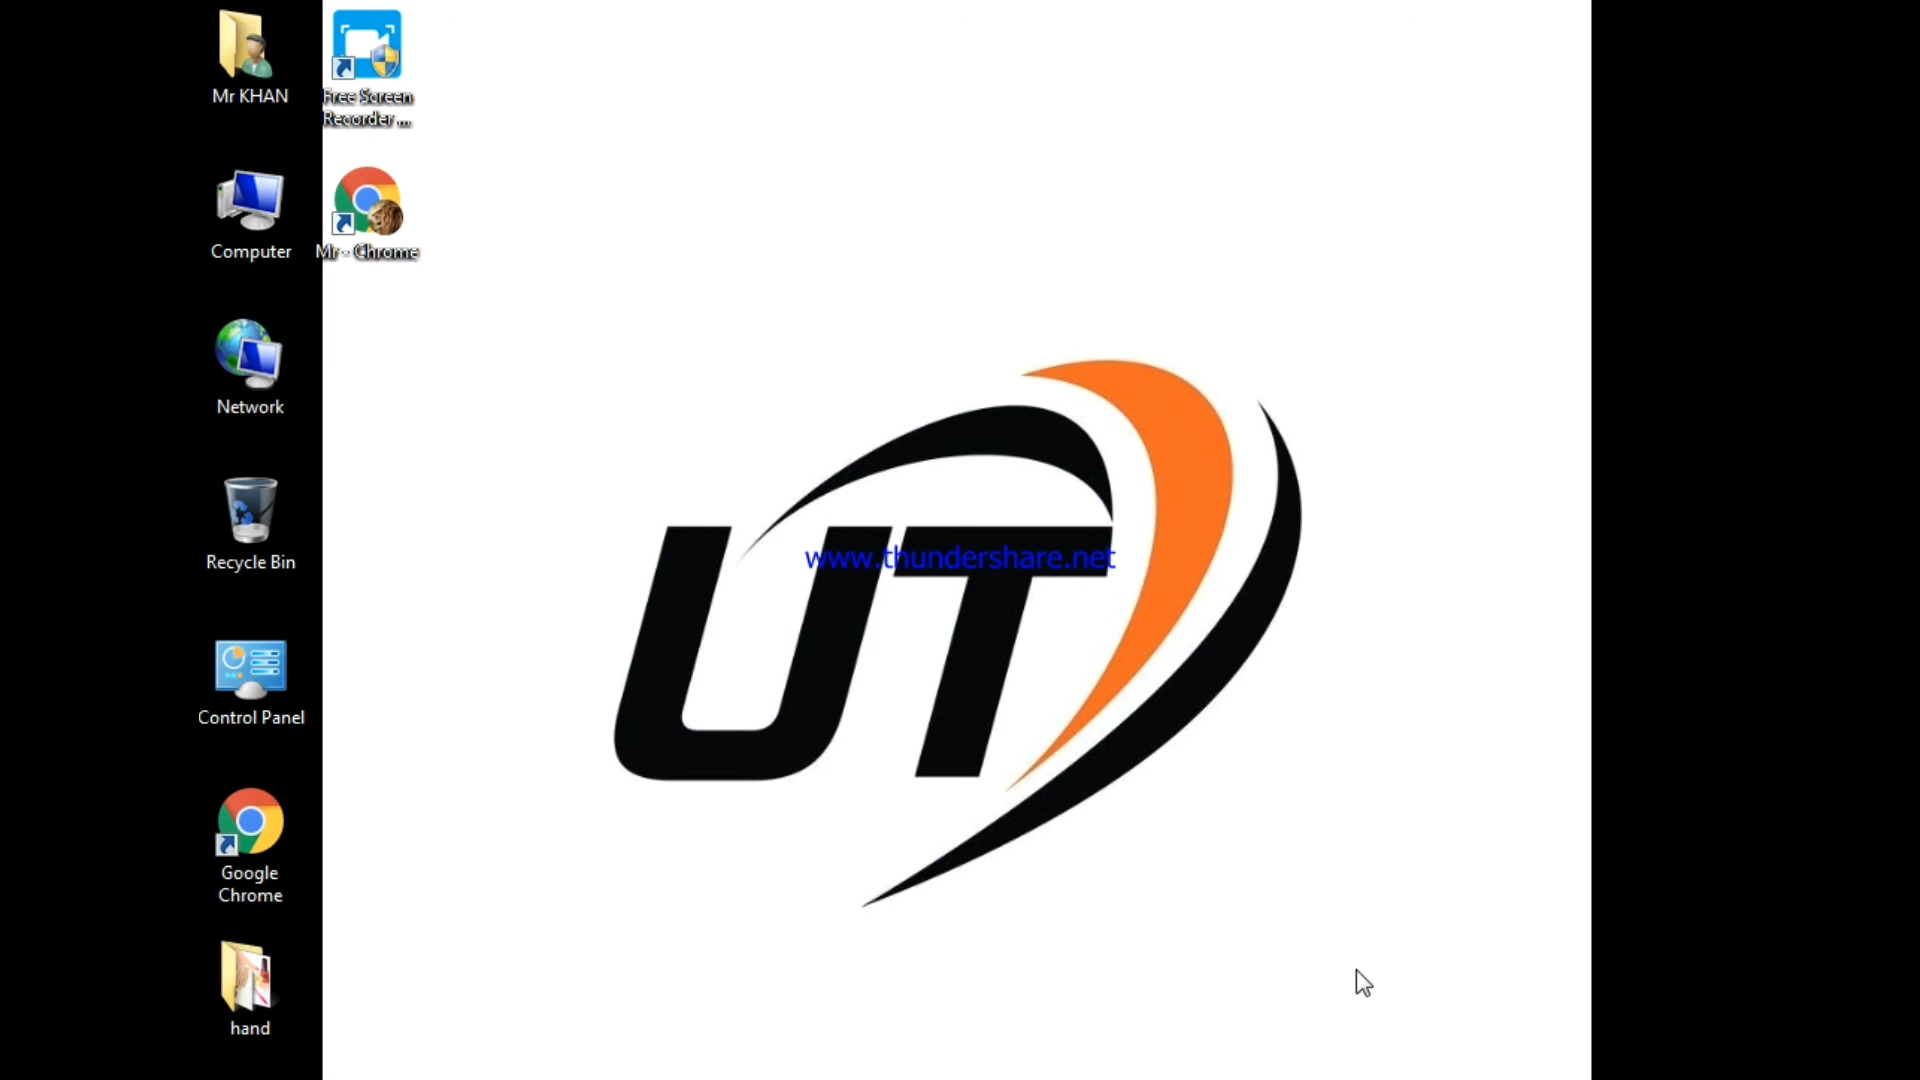 Mr KHAN
Free Screen
Recorder ...
Computer
Mr - Chrome
Network
Recycle Bin
Control Panel
Google
Chrome
hand
UT
www.thundershare.net